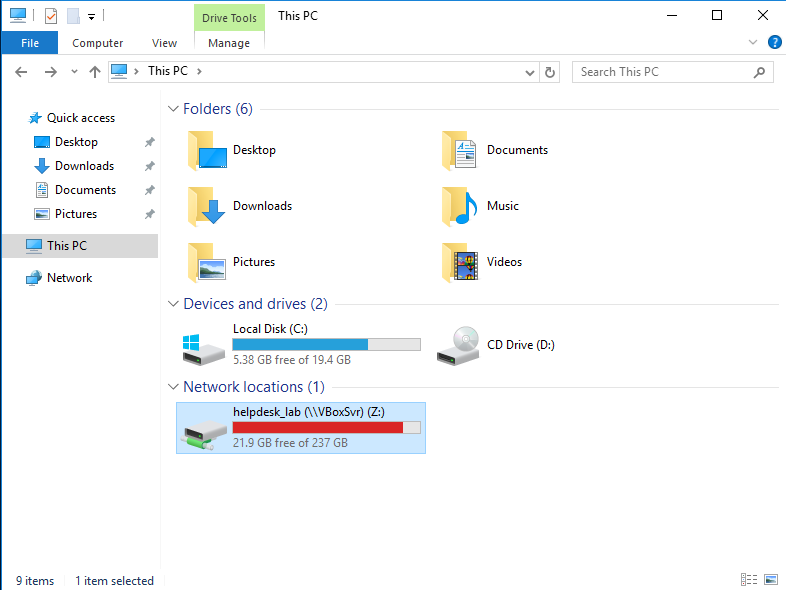 Drive Tools
This PC
File
Computer
View
Manage
This PC
Search This PC
Quick access
Desktop
Downloads
Documents
Pictures
This PC
Network
Folders (6)
Desktop
Documents
Downloads
Music
Pictures
Videos
Devices and drives (2)
Local Disk (C:)
5.38 GB free of 19.4 GB
CD Drive (D:)
Network locations (1)
helpdesk_lab (\\VBoxSvr) (Z:)
21.9 GB free of 237 GB
9 items
1 item selected